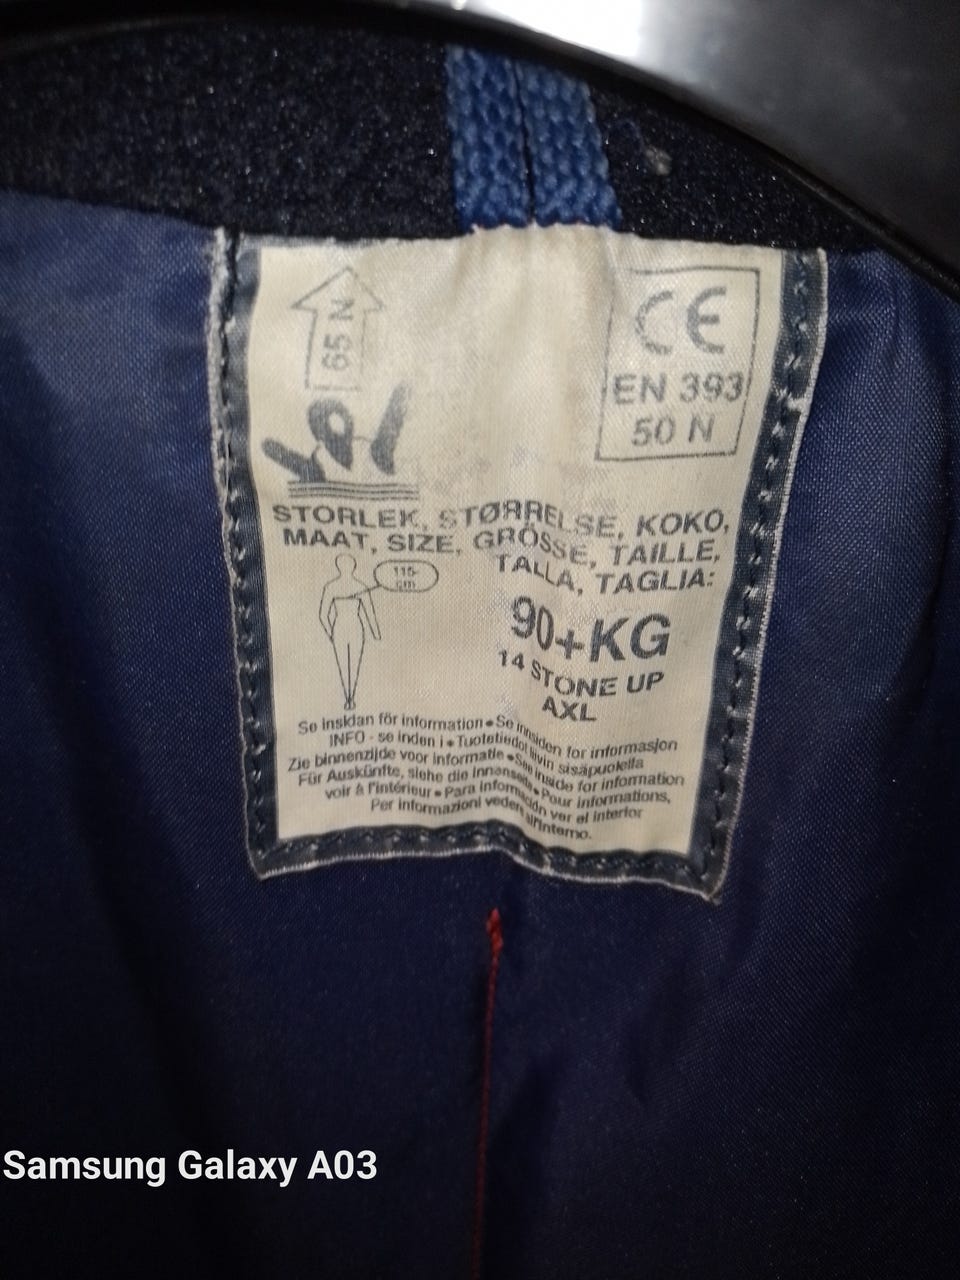 65 N
CE
EN 393
50 N
STORLEK, STØRRELSE, KOKO,
MAAT, SIZE, GRÖSSE, TAILLE,
TALLA, TAGLIA:
115-
cm
90+KG
14 STONE UP
AXL
Se insidan för information • Se innsiden for informasjon
INFO - se inden i • Tuotetiedot liivin sisäpuolella
Zie binnenzijde voor informatie • See inside for information
Für Auskünfte, siehe die innenseite • Pour informations,
voir à l'intérieur • Para información ver el interior
Per informazioni vedere all'interno.
Samsung Galaxy A03